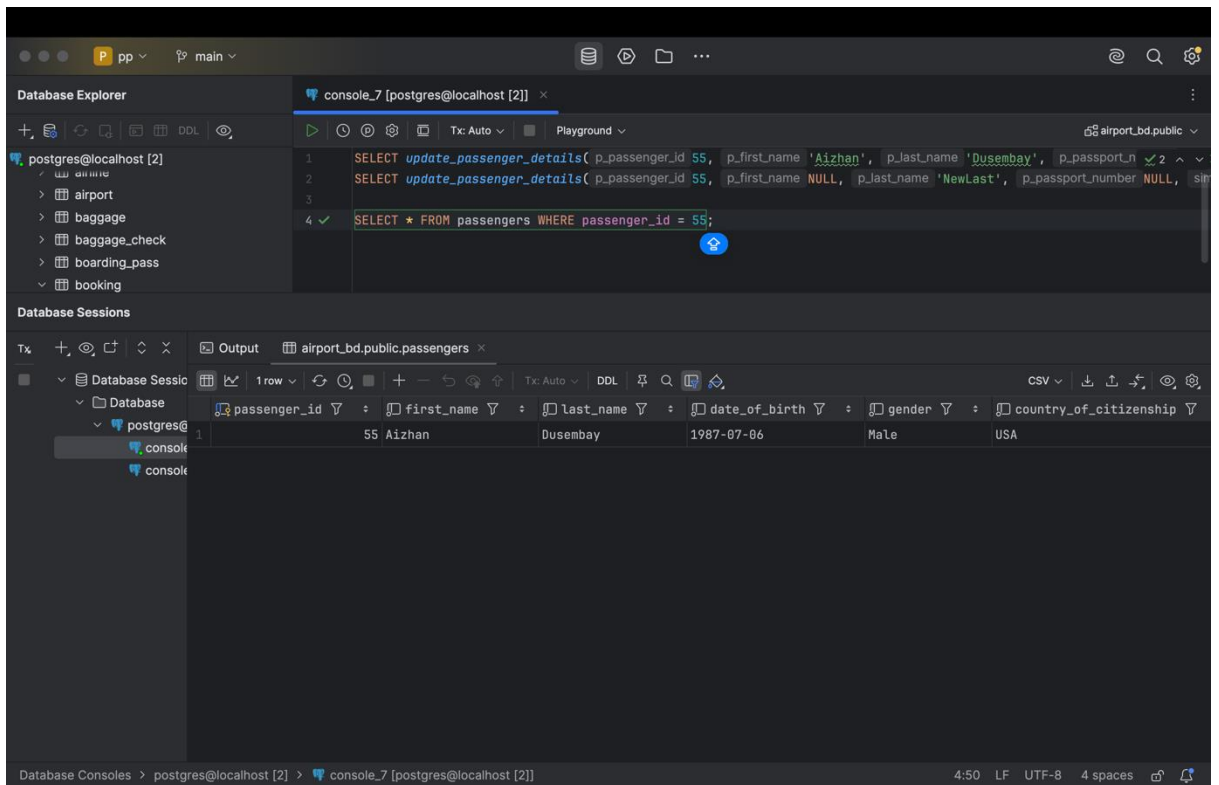 P pp main
Database Explorer
console_7 [postgres@localhost [2]]
DDL
Tx: Auto Playground airport_bd.public
postgres@localhost [2]
airport
baggage
baggage_check
boarding_pass
booking
1 SELECT update_passenger_details( p_passenger_id 55, p_first_name 'Aizhan', p_last_name 'Dusembay', p_passport_n 2
2 SELECT update_passenger_details( p_passenger_id 55, p_first_name NULL, p_last_name 'NewLast', p_passport_number NULL, sim
3
4 SELECT * FROM passengers WHERE passenger_id = 55;
Database Sessions
Tx Output airport_bd.public.passengers
Database Sessic
Database
postgres@
console
console
1 row Tx: Auto DDL CSV
passenger_id first_name last_name date_of_birth gender country_of_citizenship
1 55 Aizhan Dusembay 1987-07-06 Male USA
Database Consoles > postgres@localhost [2] > console_7 [postgres@localhost [2]] 4:50 LF UTF-8 4 spaces